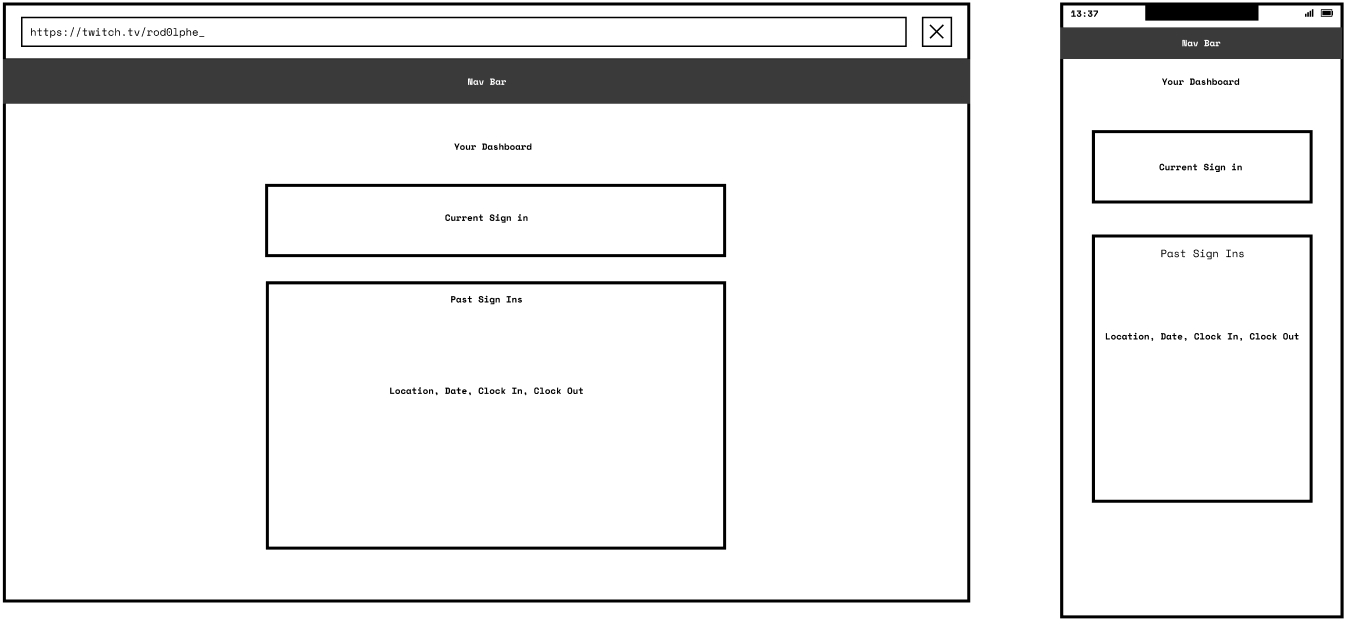 https://twitch.tv/rod0lphe_
Nav Bar
Your Dashboard
Current Sign in
Past Sign Ins
Location, Date, Clock In, Clock Out
13:37
Nav Bar
Your Dashboard
Current Sign in
Past Sign Ins
Location, Date, Clock In, Clock Out